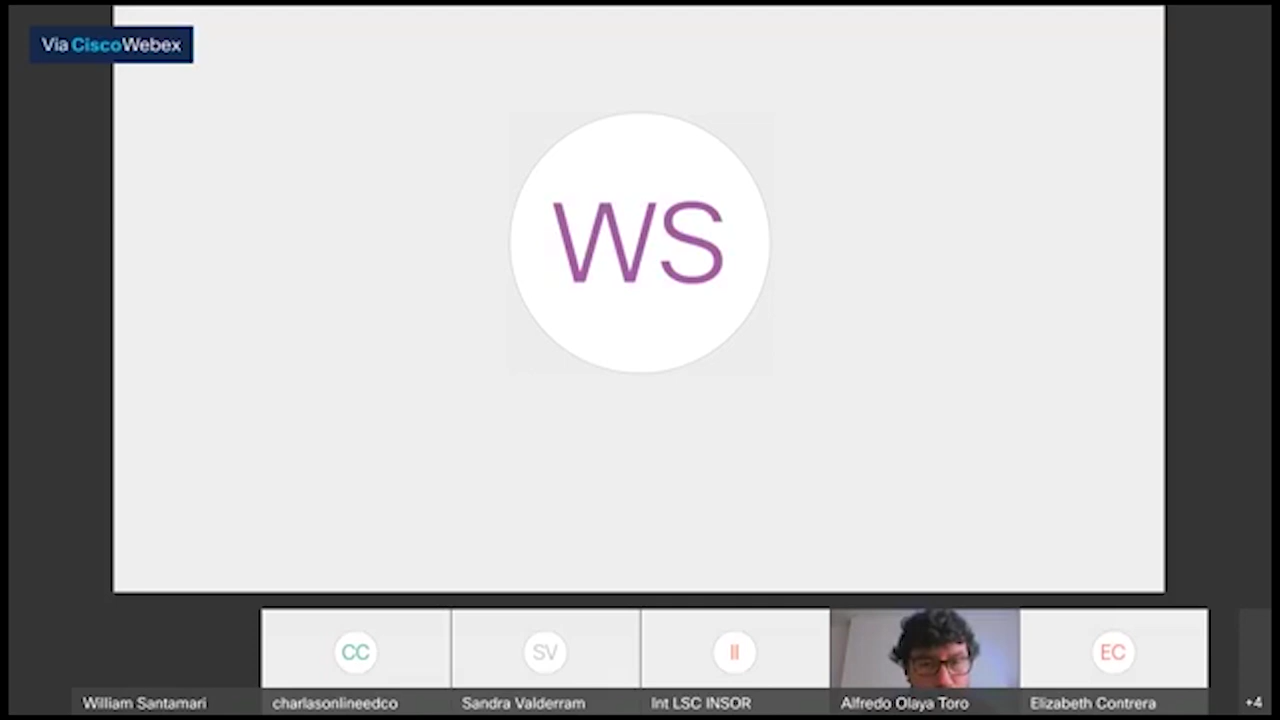 Via CiscoWebex
WS
CC
SV
II
EC
William Santamari
charlasonlineedco
Sandra Valderram
Int LSC INSOR
Alfredo Olaya Toro
Elizabeth Contrera
+4